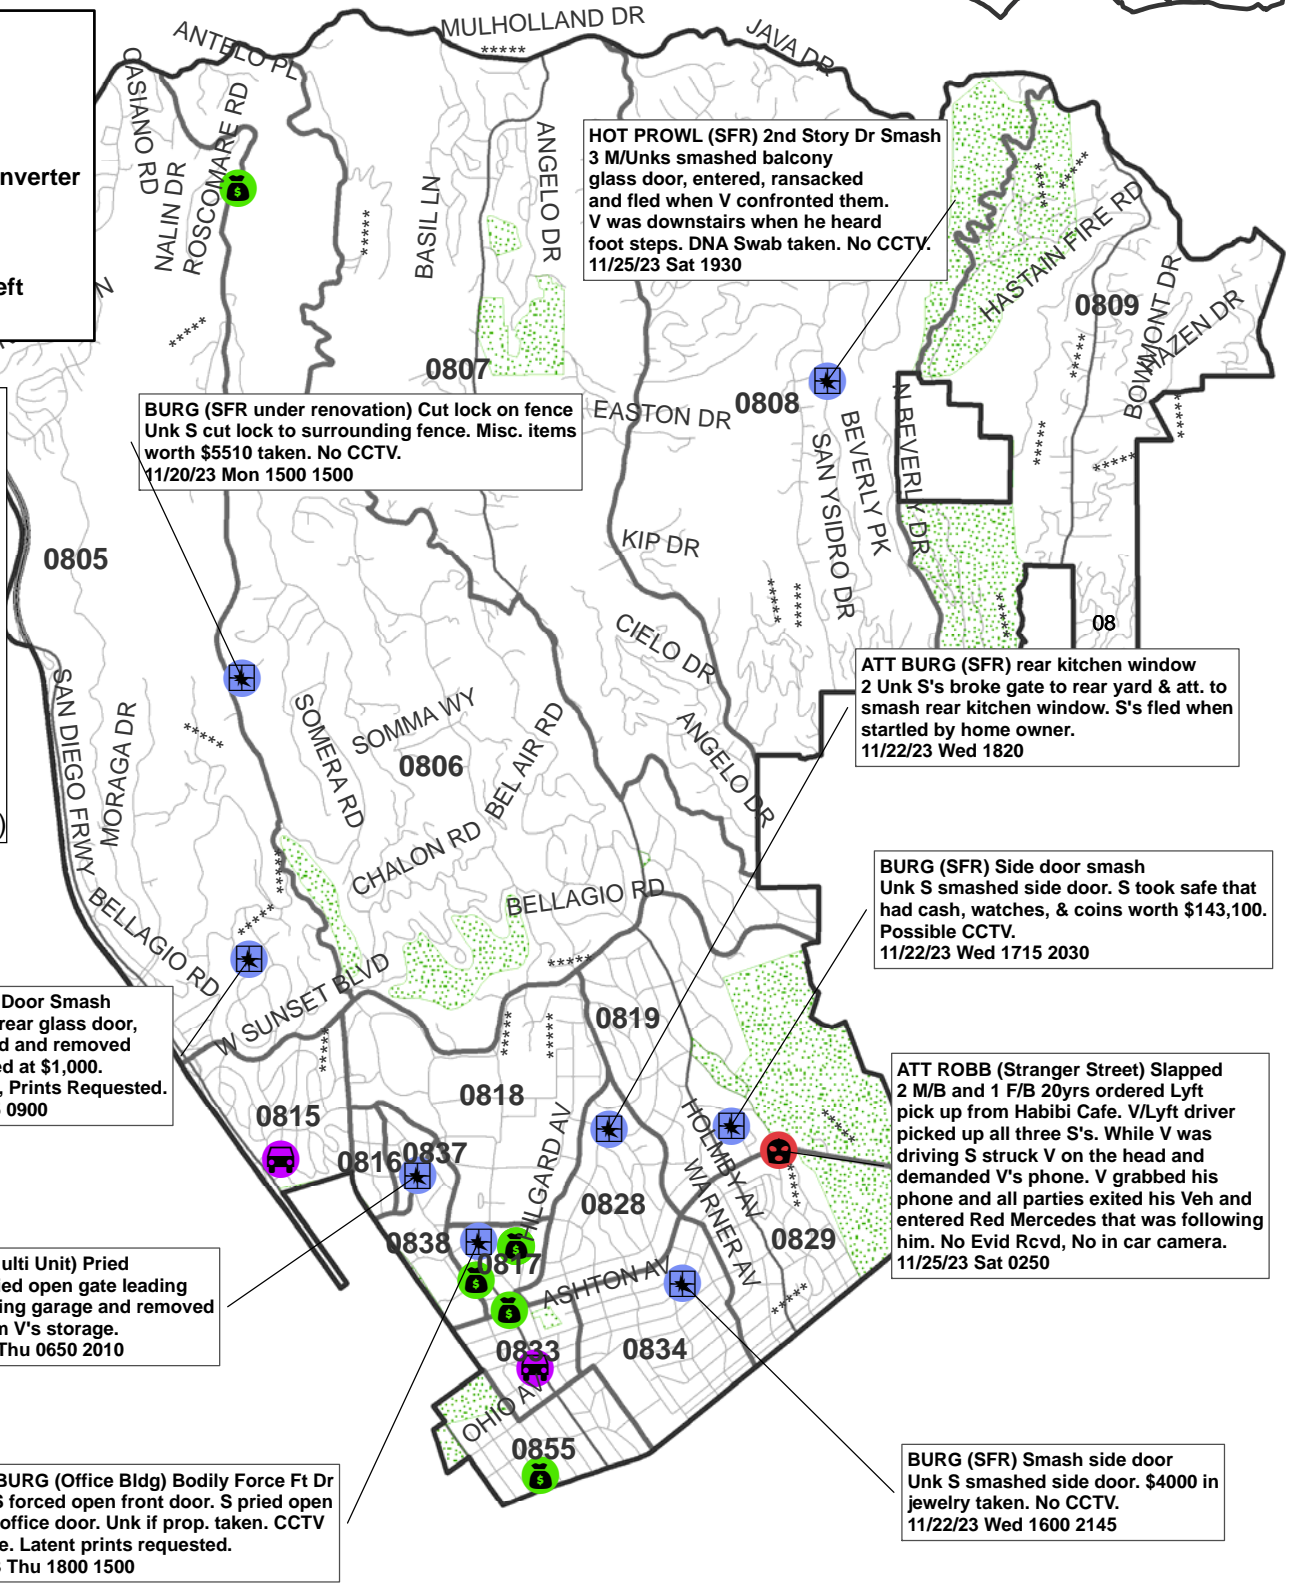 MULHOLLAND DR
*****
JAVA DR
ANTELO PL
CASIANO RD
ROSCOMARE RD
NALIN DR
BASIL LN
ANGELO DR
nverter
eft
N
HOT PROWL (SFR) 2nd Story Dr Smash
3 M/Unks smashed balcony
glass door, entered, ransacked
and fled when V confronted them.
V was downstairs when he heard
foot steps. DNA Swab taken. No CCTV.
11/25/23 Sat 1930
*****
*****
*****
*****
HASTAIN FIRE RD
0809
BOWMONT DR
HAZEN DR
*****
*****
*****
*****
*****
0807
0808
EASTON DR
BURG (SFR under renovation) Cut lock on fence
Unk S cut lock to surrounding fence. Misc. items
worth $5510 taken. No CCTV.
11/20/23 Mon 1500 1500
SAN YSIDRO DR
BEVERLY PK
N BEVERLY DR
KIP DR
0805
*****
*****
*****
08
CIELO DR
ATT BURG (SFR) rear kitchen window
2 Unk S's broke gate to rear yard & att. to
smash rear kitchen window. S's fled when
startled by home owner.
11/22/23 Wed 1820
SAN DIEGO FRWY
MORAGA DR
*****
SOMERA RD
SOMMA WY
0806
BEL AIR RD
ANGELO DR
)
CHALON RD
*****
BELLAGIO RD
BELLAGIO RD
*****
BURG (SFR) Side door smash
Unk S smashed side door. S took safe that
had cash, watches, & coins worth $143,100.
Possible CCTV.
11/22/23 Wed 1715 2030
*****
W SUNSET BLVD
Door Smash
rear glass door,
d and removed
ed at $1,000.
, Prints Requested.
0900
*****
*****
*****
0819
0818
0815
HILGARD AV
HOLMBY AV
WARNER AV
*****
*****
ATT ROBB (Stranger Street) Slapped
2 M/B and 1 F/B 20yrs ordered Lyft
pick up from Habibi Cafe. V/Lyft driver
picked up all three S's. While V was
driving S struck V on the head and
demanded V's phone. V grabbed his
phone and all parties exited his Veh and
entered Red Mercedes that was following
him. No Evid Rcvd, No in car camera.
11/25/23 Sat 0250
0816
0837
0828
0829
0838
0817
ASHTON AV
*****
ulti Unit) Pried
ied open gate leading
ing garage and removed
m V's storage.
Thu 0650 2010
0833
0834
OHIO AV
0855
BURG (Office Bldg) Bodily Force Ft Dr
S forced open front door. S pried open
office door. Unk if prop. taken. CCTV
e. Latent prints requested.
Thu 1800 1500
BURG (SFR) Smash side door
Unk S smashed side door. $4000 in
jewelry taken. No CCTV.
11/22/23 Wed 1600 2145